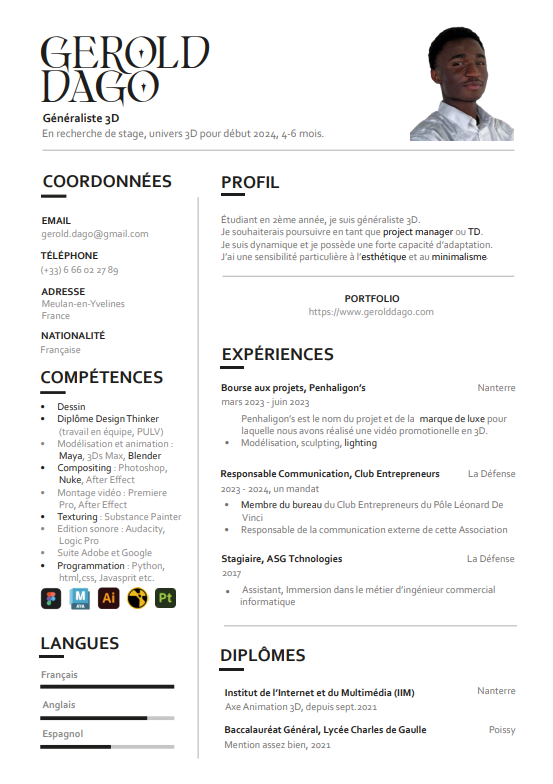 GEROLD
DAGO
Généraliste 3D
En recherche de stage, univers 3D pour début 2024, 4-6 mois.
COORDONNÉES
EMAIL
gerold.dago@gmail.com
TÉLÉPHONE
(+33) 6 66 02 27 89
ADRESSE
Meulan-en-Yvelines
France
NATIONALITÉ
Française
COMPÉTENCES
• Dessin
• Diplôme Design Thinker
(travail en équipe, PULV)
• Modélisation et animation :
Maya, 3Ds Max, Blender
• Compositing : Photoshop,
Nuke, After Effect
• Montage vidéo : Premiere
Pro, After Effect
• Texturing : Substance Painter
• Edition sonore : Audacity,
Logic Pro
• Suite Adobe et Google
• Programmation : Python,
html,css, Javasprit etc.
M
MAYA
Ai
Pt
LANGUES
Français
Anglais
Espagnol
PROFIL
Étudiant en 2ème année, je suis généraliste 3D.
Je souhaiterais poursuivre en tant que project manager ou TD.
Je suis dynamique et je possède une forte capacité d'adaptation.
J'ai une sensibilité particulière à l'esthétique et au minimalisme.
PORTFOLIO
https://www.gerolddago.com
EXPÉRIENCES
Bourse aux projets, Penhaligon's Nanterre
mars 2023 - juin 2023
Penhaligon's est le nom du projet et de la marque de luxe pour
laquelle nous avons réalisé une vidéo promotionelle en 3D.
• Modélisation, sculpting, lighting
Responsable Communication, Club Entrepreneurs La Défense
2023 - 2024, un mandat
• Membre du bureau du Club Entrepreneurs du Pôle Léonard De
Vinci
• Responsable de la communication externe de cette Association
Stagiaire, ASG Tchnologies La Défense
2017
• Assistant, Immersion dans le métier d'ingénieur commercial
informatique
DIPLÔMES
Institut de l'Internet et du Multimédia (IIM) Nanterre
Axe Animation 3D, depuis sept.2021
Baccalauréat Général, Lycée Charles de Gaulle Poissy
Mention assez bien, 2021